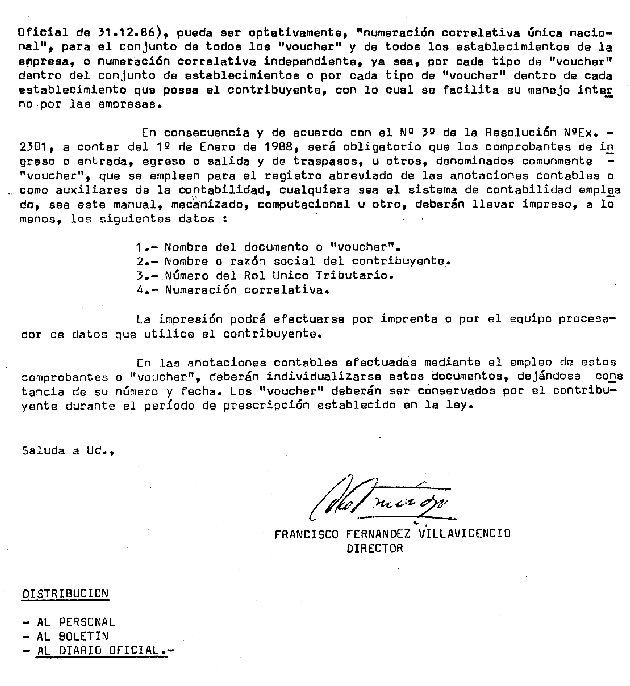 Oficial de 31.12.86), pueda ser optativamente, "numeración correlativa única nacio-
nal", para el conjunto de todos los "voucher" y de todos los establecimientos de la
empresa, o numeración correlativa independiente, ya sea, por cada tipo de "voucher"
dentro del conjunto de establecimientos o por cada tipo de "voucher" dentro de cada
establecimiento que posea el contribuyente, con lo cual se facilita su manejo inter
no por las empresas.
En consecuencia y de acuerdo con el Nº 3º de la Resolución NºEx. -
2301, a contar del 1º de Enero de 1988, será obligatorio que los comprobantes de in
greso o entrada, egreso o salida y de traspasos, u otros, denominados comunmente -
"voucher", que se empleen para el registro abreviado de las anotaciones contables o
como auxiliares de la contabilidad, cualquiera sea el sistema de contabilidad emplea
do, sea este manual, mecanizado, computacional u otro, deberán llevar impreso, a lo
menos, los siguientes datos :
1.- Nombre del documento o "voucher".
2.- Nombre o razón social del contribuyente.
3.- Número del Rol Unico Tributario.
4.- Numeración correlativa.
La impresión podrá efectuarse por imprenta o por el equipo procesa-
dor de datos que utilice el contribuyente.
En las anotaciones contables efectuadas mediante el empleo de estos
comprobantes o "voucher", deberán individualizarse estos documentos, dejándose cons
tancia de su número y fecha. Los "voucher" deberán ser conservados por el contribu-
yente durante el período de prescripción establecido en la ley.
Saluda a Ud.,
FRANCISCO FERNANDEZ VILLAVICENCIO
DIRECTOR
DISTRIBUCION
- AL PERSONAL
- AL BOLETIN
- AL DIARIO OFICIAL.-